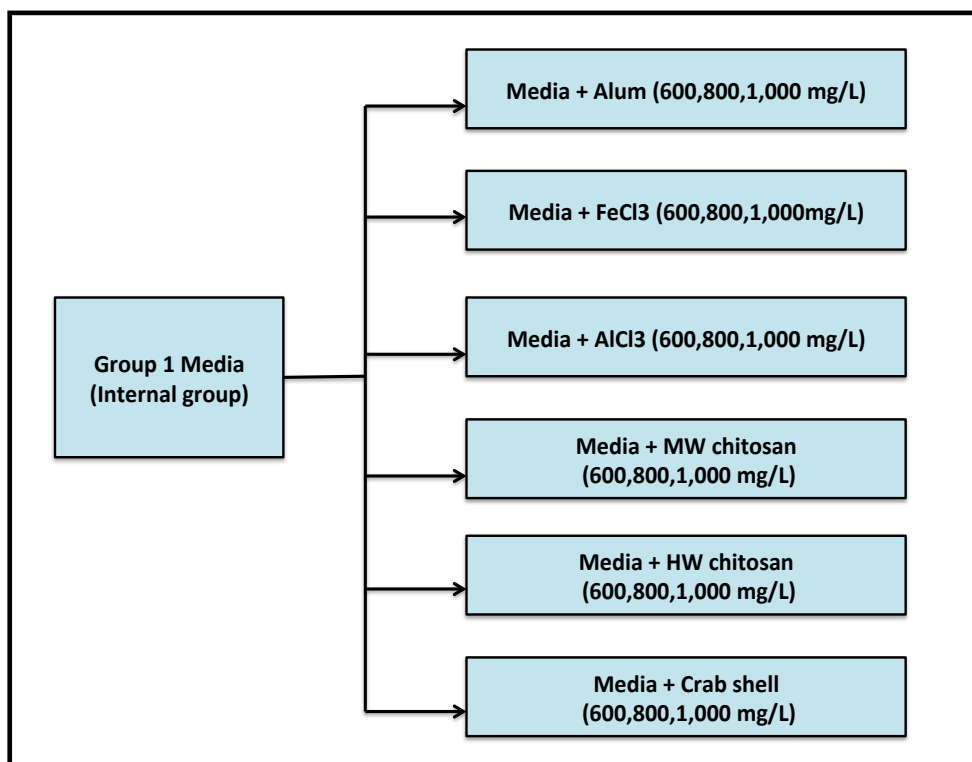 Media + Alum (600,800,1,000 mg/L)
Media + FeCl3 (600,800,1,000mg/L)
Media + AlCl3 (600,800,1,000 mg/L)
Group 1 Media
(Internal group)
Media + MW chitosan
(600,800,1,000 mg/L)
Media + HW chitosan
(600,800,1,000 mg/L)
Media + Crab shell
(600,800,1,000 mg/L)